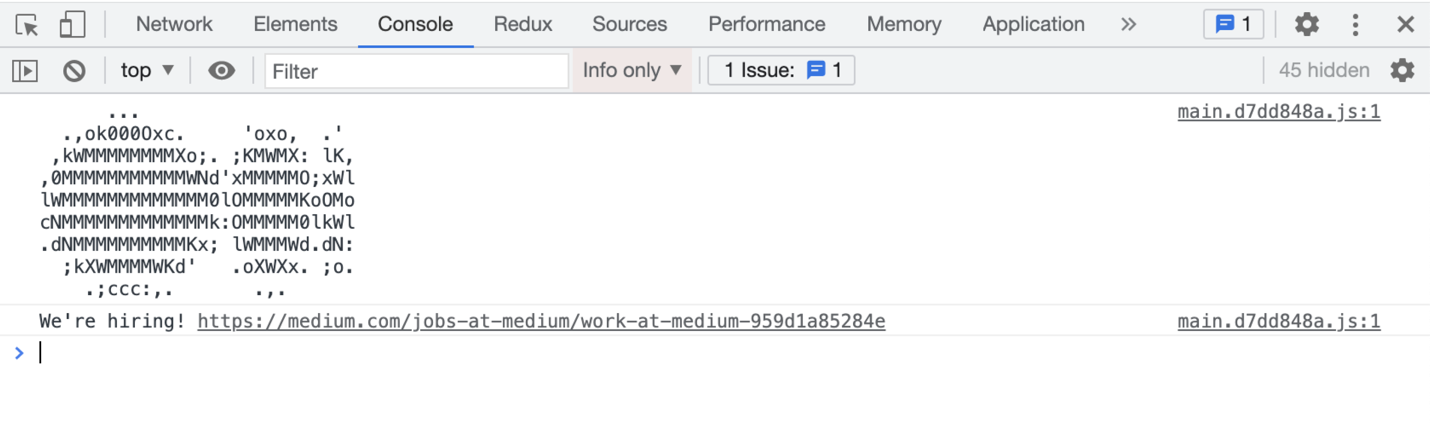 Network Elements Console Redux Sources Performance Memory Application » 1
top ▼ Filter Info only ▼ 1 Issue: 1 45 hidden
... main.d7dd848a.js:1
.,ok000Oxc. 'oxo, .'
,kWMMMMMMMMXo;. ;KMWMX: lK,
,0MMMMMMMMMMMWNd'xMMMMMO;xWl
lWMMMMMMMMMMMMM0lOMMMMMKoOMo
cNMMMMMMMMMMMMMk:OMMMMM0lkWl
.dNMMMMMMMMMMKx; lWMMMWd.dN:
;kXWMMMMWKd' .oXWXx. ;o.
.;ccc:,. .,.
We're hiring! https://medium.com/jobs-at-medium/work-at-medium-959d1a85284e main.d7dd848a.js:1
>